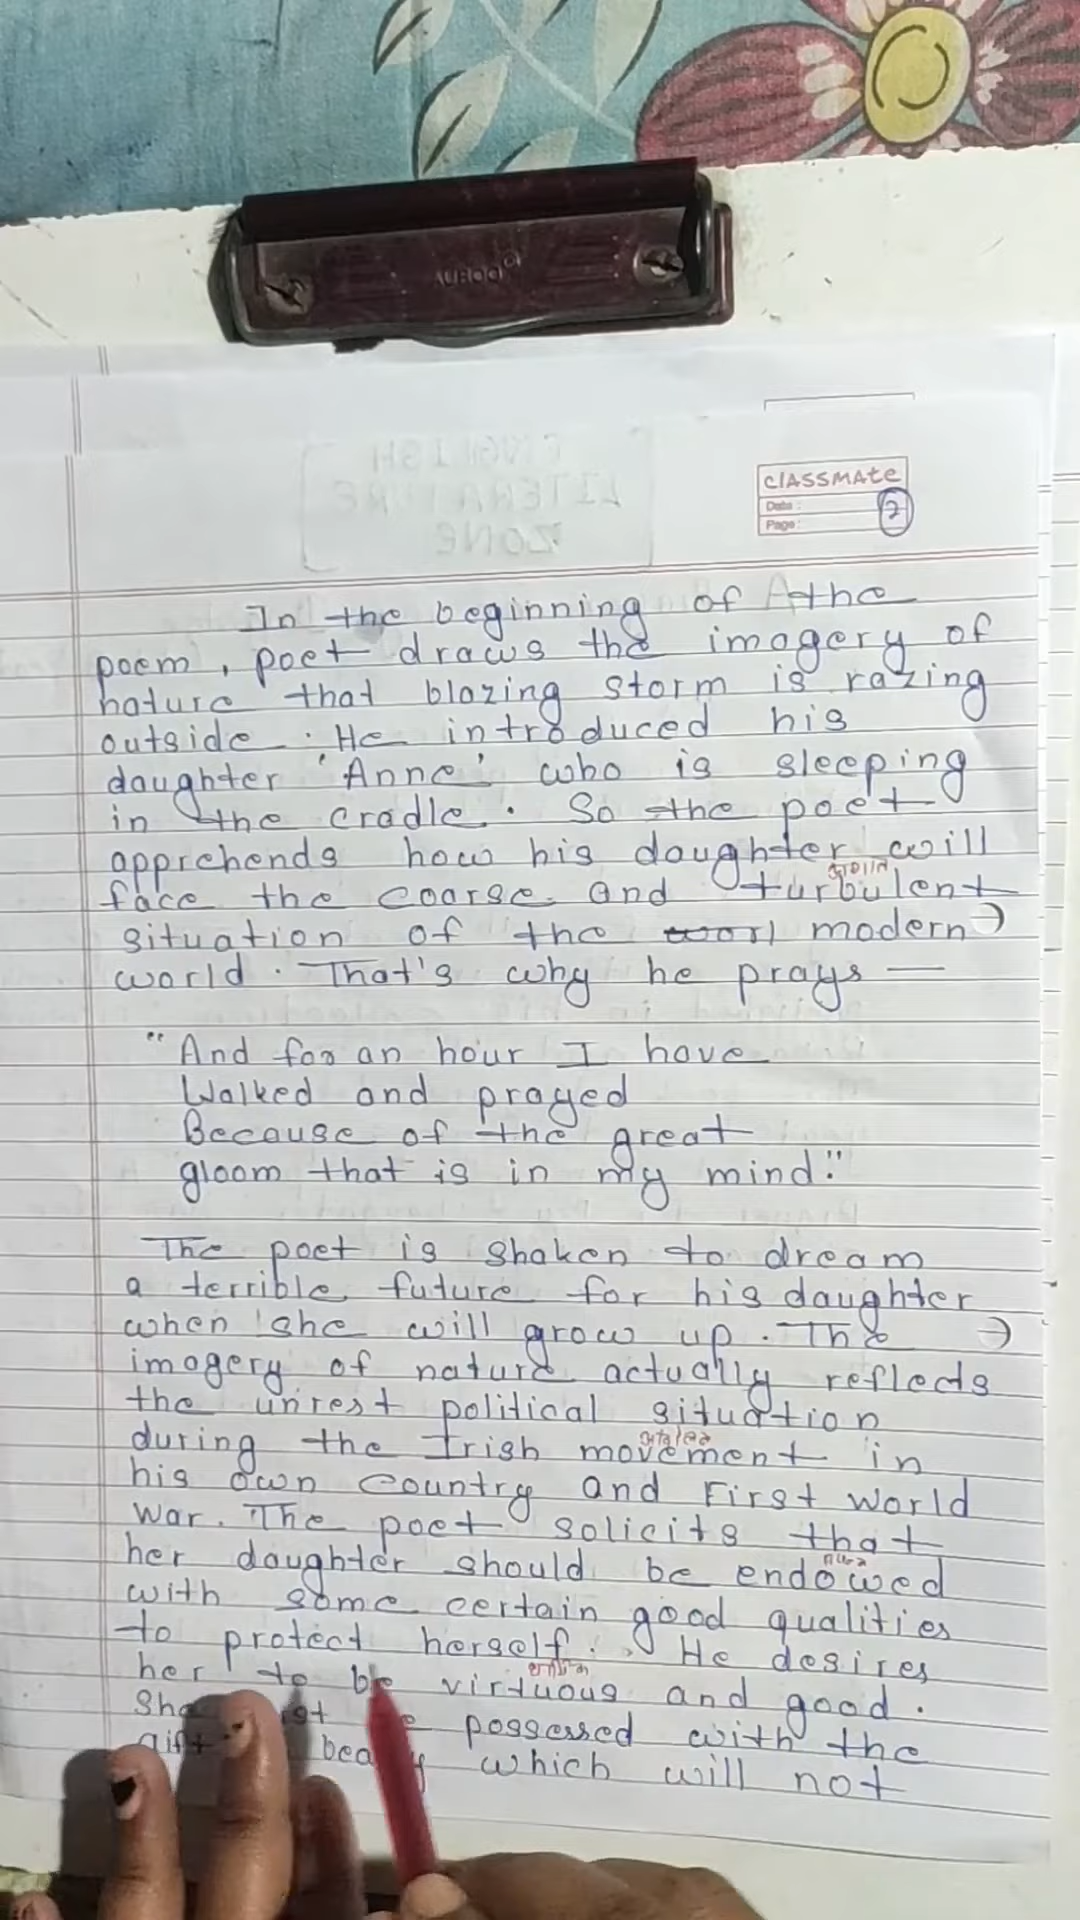 CLASSMATE
Date :
Page :
2
In the beginning of the
poem, poet draws the imagery of
nature that blazing storm is razing
outside. He introduced his
daughter 'Anne' who is sleeping
in the cradle. So the poet
apprehends how his daughter will
face the coarse and turbulent
situation of the worl modern
world. That's why he prays —
"And for an hour I have
Walked and prayed
Because of the great
gloom that is in my mind."
The poet is shaken to dream
a terrible future for his daughter
when she will grow up. The
imagery of nature actually reflects
the unrest political situation
during the Irish movement in
his own country and First World
War. The poet solicits that
her daughter should be endowed
with some certain good qualities
to protect herself. He desires
her to be virtuous and good.
possessed with the
which will not